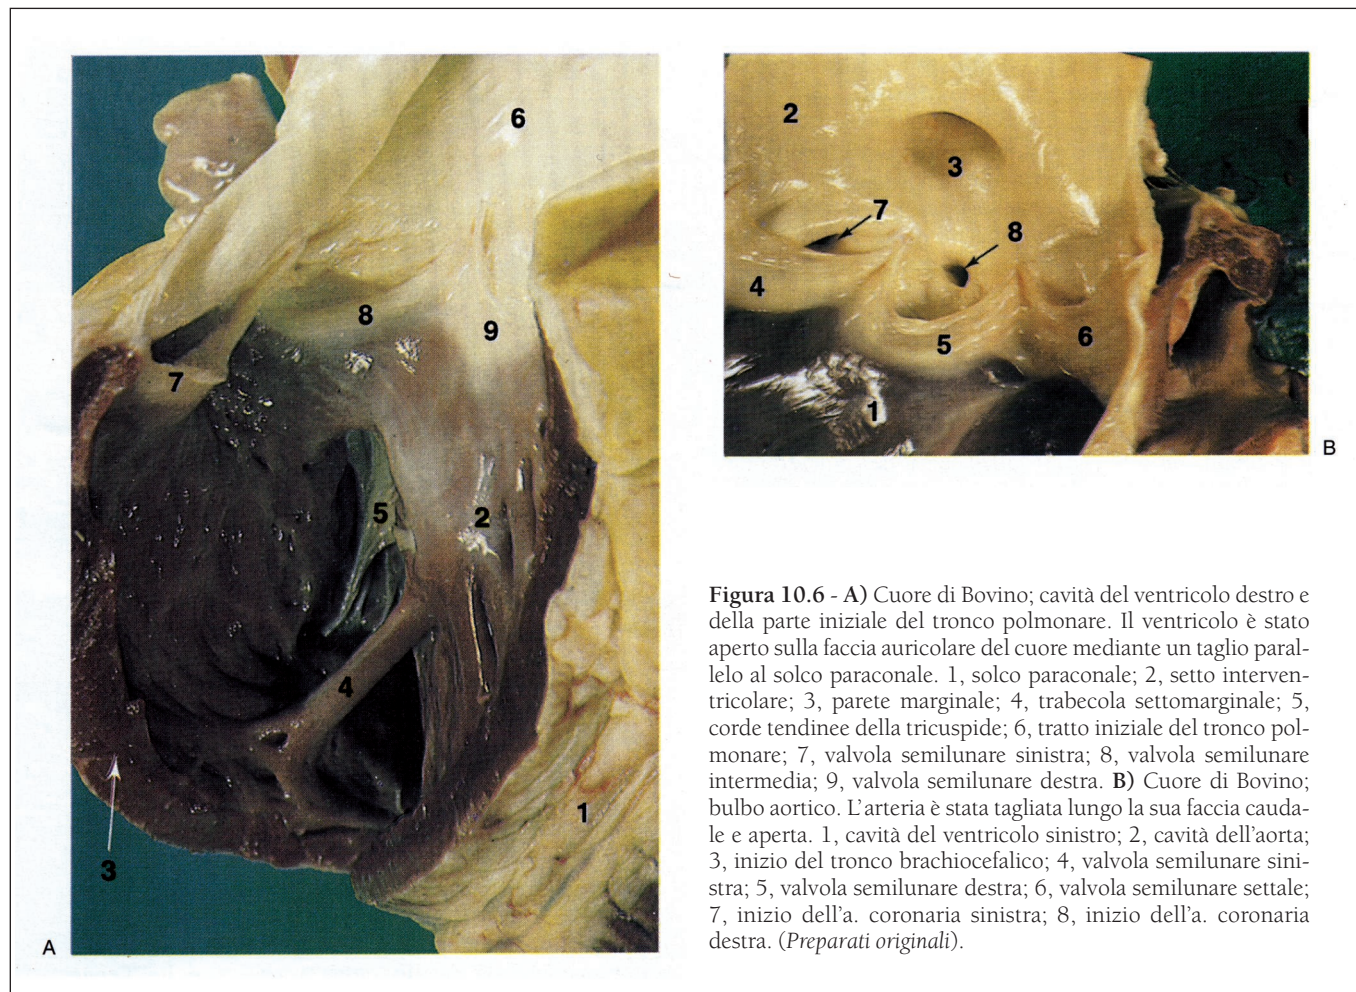 6
8
9
7
5
2
4
1
3
A
2
3
7
8
4
5
6
1
B
Figura 10.6 - A) Cuore di Bovino; cavità del ventricolo destro e
della parte iniziale del tronco polmonare. Il ventricolo è stato
aperto sulla faccia auricolare del cuore mediante un taglio paral-
lelo al solco paraconale. 1, solco paraconale; 2, setto interven-
tricolare; 3, parete marginale; 4, trabecola settomarginale; 5,
corde tendinee della tricuspide; 6, tratto iniziale del tronco pol-
monare; 7, valvola semilunare sinistra; 8, valvola semilunare
intermedia; 9, valvola semilunare destra. B) Cuore di Bovino;
bulbo aortico. L'arteria è stata tagliata lungo la sua faccia cauda-
le e aperta. 1, cavità del ventricolo sinistro; 2, cavità dell'aorta;
3, inizio del tronco brachiocefalico; 4, valvola semilunare sini-
stra; 5, valvola semilunare destra; 6, valvola semilunare settale;
7, inizio dell'a. coronaria sinistra; 8, inizio dell'a. coronaria
destra. (Preparati originali).